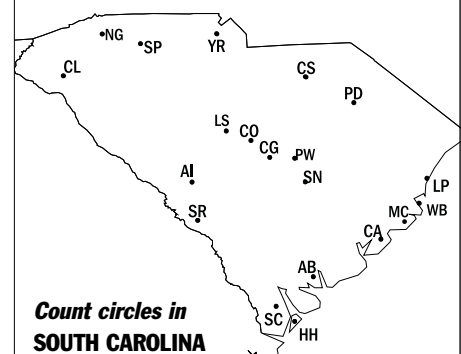 NG
SP
YR
CL
CS
PD
LS
CO
CG
PW
AI
SN
LP
SR
MC
WB
CA
AB
SC
HH
Count circles in
SOUTH CAROLINA